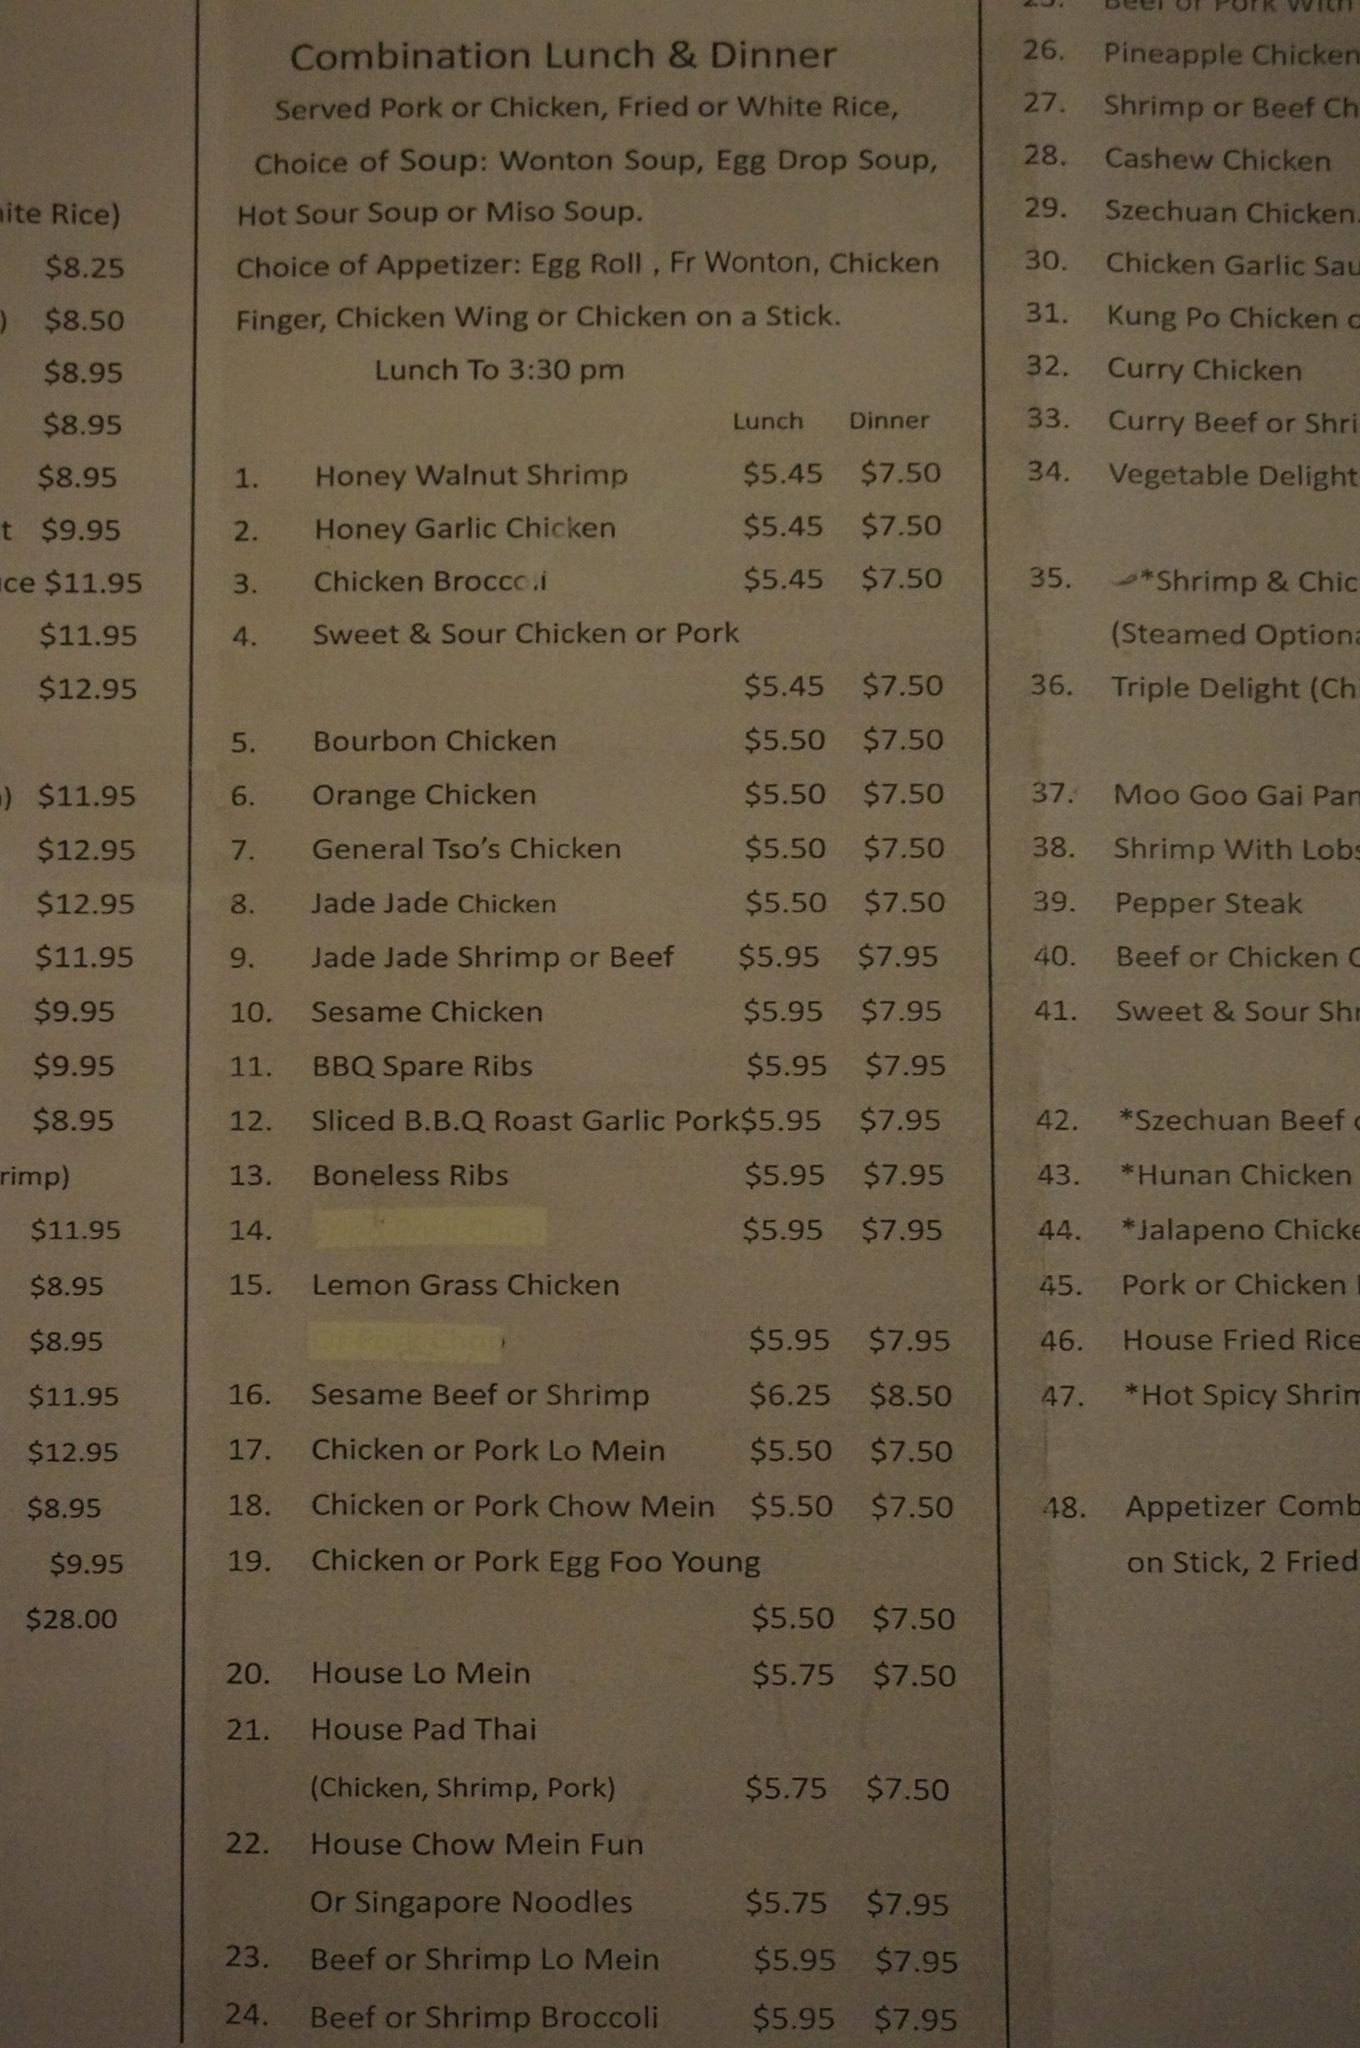 ite Rice)
$8.25
) $8.50
$8.95
$8.95
$8.95
t $9.95
ce $11.95
$11.95
$12.95
) $11.95
$12.95
$12.95
$11.95
$9.95
$9.95
$8.95
rimp)
$11.95
$8.95
$8.95
$11.95
$12.95
$8.95
$9.95
$28.00
Combination Lunch & Dinner
Served Pork or Chicken, Fried or White Rice,
Choice of Soup: Wonton Soup, Egg Drop Soup,
Hot Sour Soup or Miso Soup.
Choice of Appetizer: Egg Roll , Fr Wonton, Chicken
Finger, Chicken Wing or Chicken on a Stick.
Lunch To 3:30 pm
Lunch Dinner
1. Honey Walnut Shrimp $5.45 $7.50
2. Honey Garlic Chicken $5.45 $7.50
3. Chicken Broccoli $5.45 $7.50
4. Sweet & Sour Chicken or Pork
$5.45 $7.50
5. Bourbon Chicken $5.50 $7.50
6. Orange Chicken $5.50 $7.50
7. General Tso's Chicken $5.50 $7.50
8. Jade Jade Chicken $5.50 $7.50
9. Jade Jade Shrimp or Beef $5.95 $7.95
10. Sesame Chicken $5.95 $7.95
11. BBQ Spare Ribs $5.95 $7.95
12. Sliced B.B.Q Roast Garlic Pork$5.95 $7.95
13. Boneless Ribs $5.95 $7.95
14. $5.95 $7.95
15. Lemon Grass Chicken
$5.95 $7.95
16. Sesame Beef or Shrimp $6.25 $8.50
17. Chicken or Pork Lo Mein $5.50 $7.50
18. Chicken or Pork Chow Mein $5.50 $7.50
19. Chicken or Pork Egg Foo Young
$5.50 $7.50
20. House Lo Mein $5.75 $7.50
21. House Pad Thai
(Chicken, Shrimp, Pork) $5.75 $7.50
22. House Chow Mein Fun
Or Singapore Noodles $5.75 $7.95
23. Beef or Shrimp Lo Mein $5.95 $7.95
24. Beef or Shrimp Broccoli $5.95 $7.95
25. Beef or Pork With
26. Pineapple Chicken
27. Shrimp or Beef Ch
28. Cashew Chicken
29. Szechuan Chicken.
30. Chicken Garlic Sau
31. Kung Po Chicken o
32. Curry Chicken
33. Curry Beef or Shri
34. Vegetable Delight
35. *Shrimp & Chic
(Steamed Optiona
36. Triple Delight (Ch
37. Moo Goo Gai Pan
38. Shrimp With Lobs
39. Pepper Steak
40. Beef or Chicken C
41. Sweet & Sour Shr
42. *Szechuan Beef o
43. *Hunan Chicken
44. *Jalapeno Chicke
45. Pork or Chicken
46. House Fried Rice
47. *Hot Spicy Shrim
48. Appetizer Comb
on Stick, 2 Fried